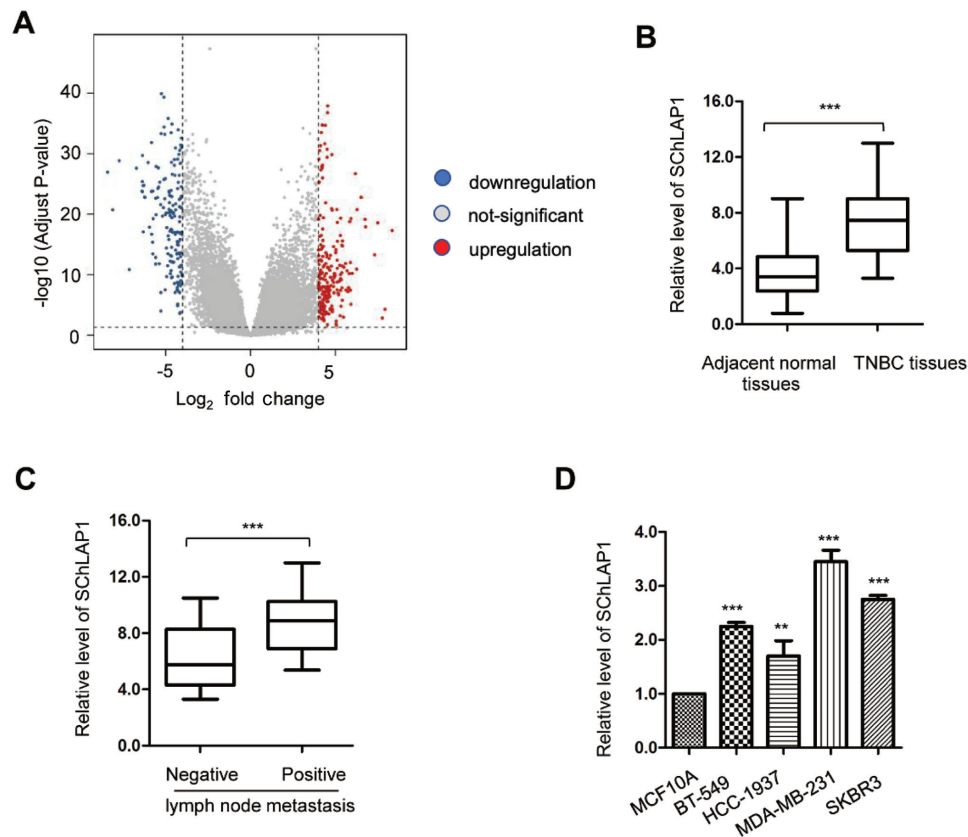 A
-log10 (Adjust P-value)
40
30
20
10
0
-5
0
5
Log2 fold change
downregulation
not-significant
upregulation
B
Relative level of SChLAP1
16.0
12.0
8.0
4.0
0.0
***
Adjacent normal
tissues
TNBC tissues
C
Relative level of SChLAP1
16.0
12.0
8.0
4.0
0.0
***
Negative
Positive
lymph node metastasis
D
Relative level of SChLAP1
4.0
3.0
2.0
1.0
0.0
***
**
***
***
MCF10A
BT-549
HCC-1937
MDA-MB-231
SKBR3